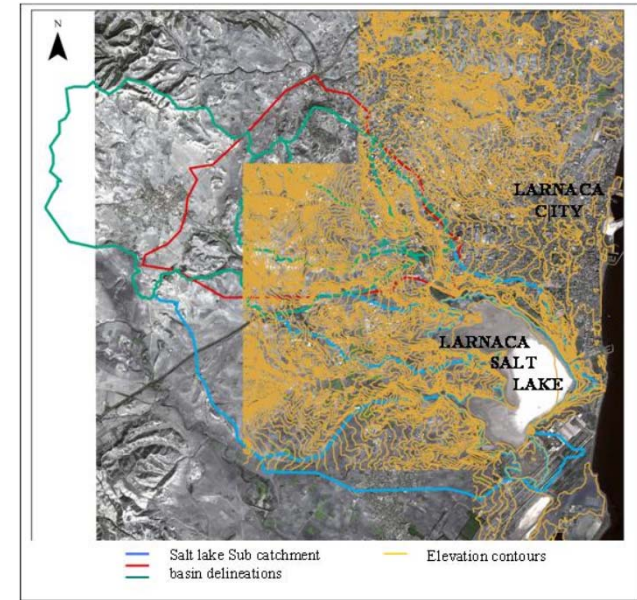 N
LARNACA
CITY
LARNACA
SALT
LAKE
Salt lake Sub catchment
basin delineations
Elevation contours